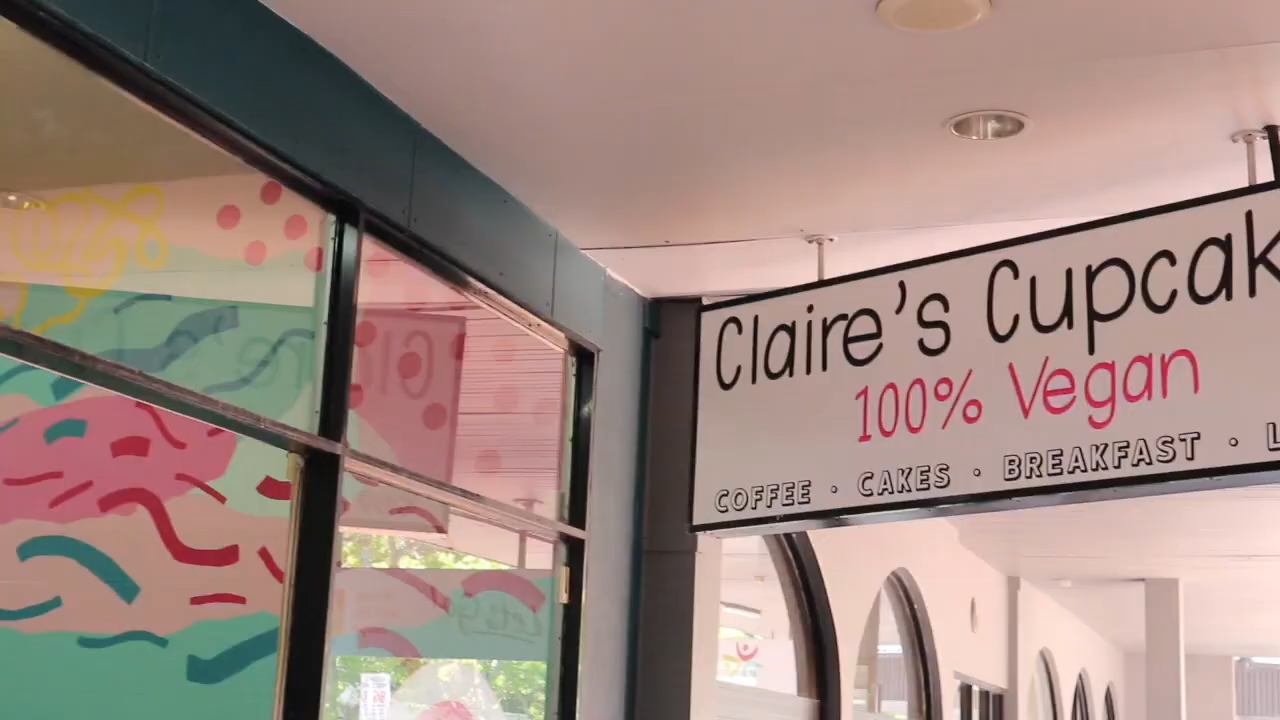 Claire's Cupcak
100% Vegan
COFFEE · CAKES · BREAKFAST · L